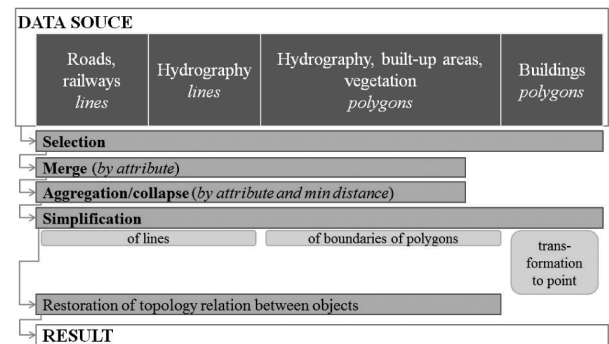 DATA SOUCE
Roads,
railways
lines
Hydrography
lines
Hydrography, built-up areas,
vegetation
polygons
Buildings
polygons
Selection
Merge (by attribute)
Aggregation/collapse (by attribute and min distance)
Simplification
of lines
of boundaries of polygons
trans-
formation
to point
Restoration of topology relation between objects
RESULT